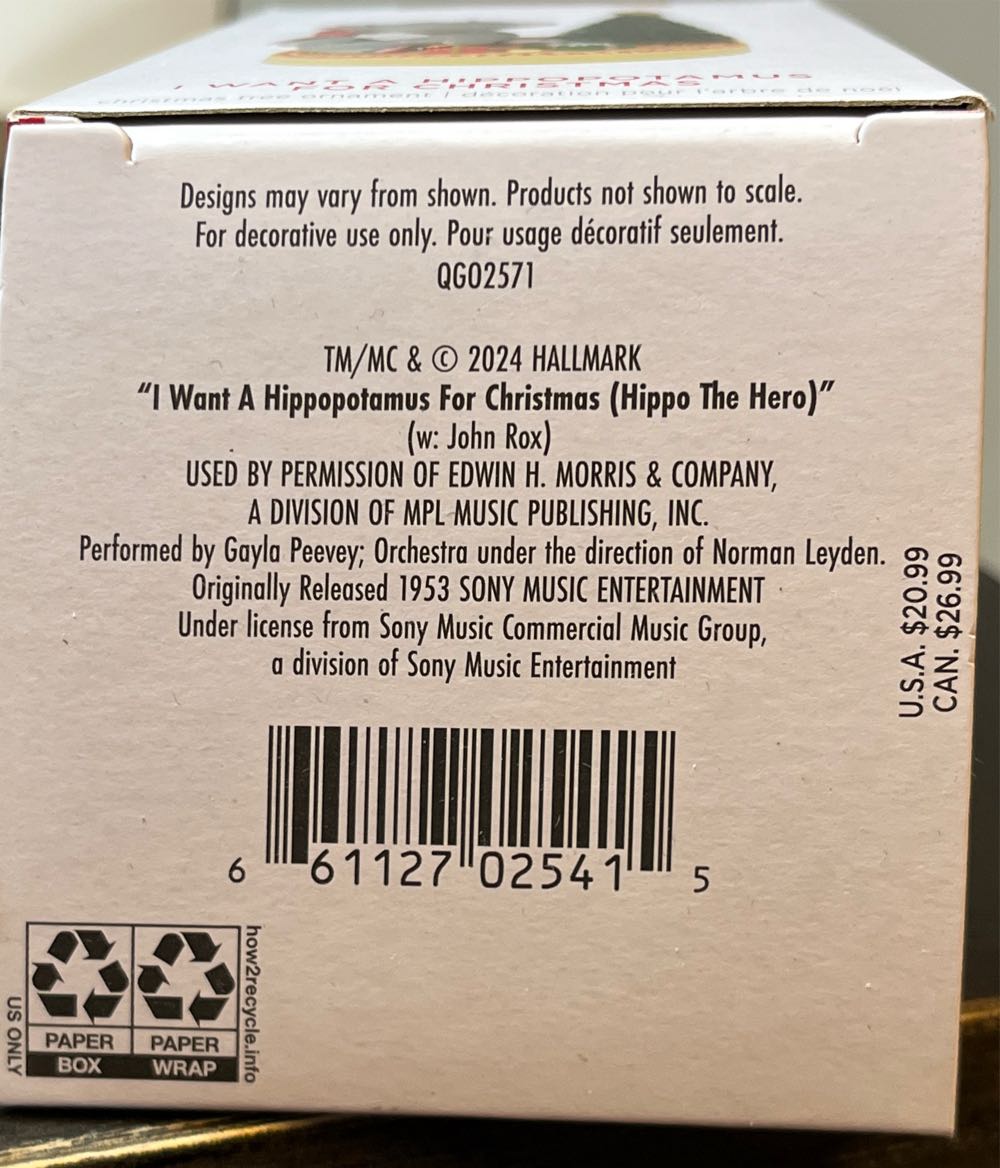 I WANT A HIPPOPOTAMUS
FOR CHRISTMAS
christmas tree ornament / décoration pour l'arbre de noël
Designs may vary from shown. Products not shown to scale.
For decorative use only. Pour usage décoratif seulement.
QGO2571
TM/MC & © 2024 HALLMARK
“I Want A Hippopotamus For Christmas (Hippo The Hero)”
(w: John Rox)
USED BY PERMISSION OF EDWIN H. MORRIS & COMPANY,
A DIVISION OF MPL MUSIC PUBLISHING, INC.
Performed by Gayla Peevey; Orchestra under the direction of Norman Leyden.
Originally Released 1953 SONY MUSIC ENTERTAINMENT
Under license from Sony Music Commercial Music Group,
a division of Sony Music Entertainment
U.S.A. $20.99
CAN. $26.99
6 61127 02541 5
US ONLY
PAPER PAPER
BOX WRAP
how2recycle.info